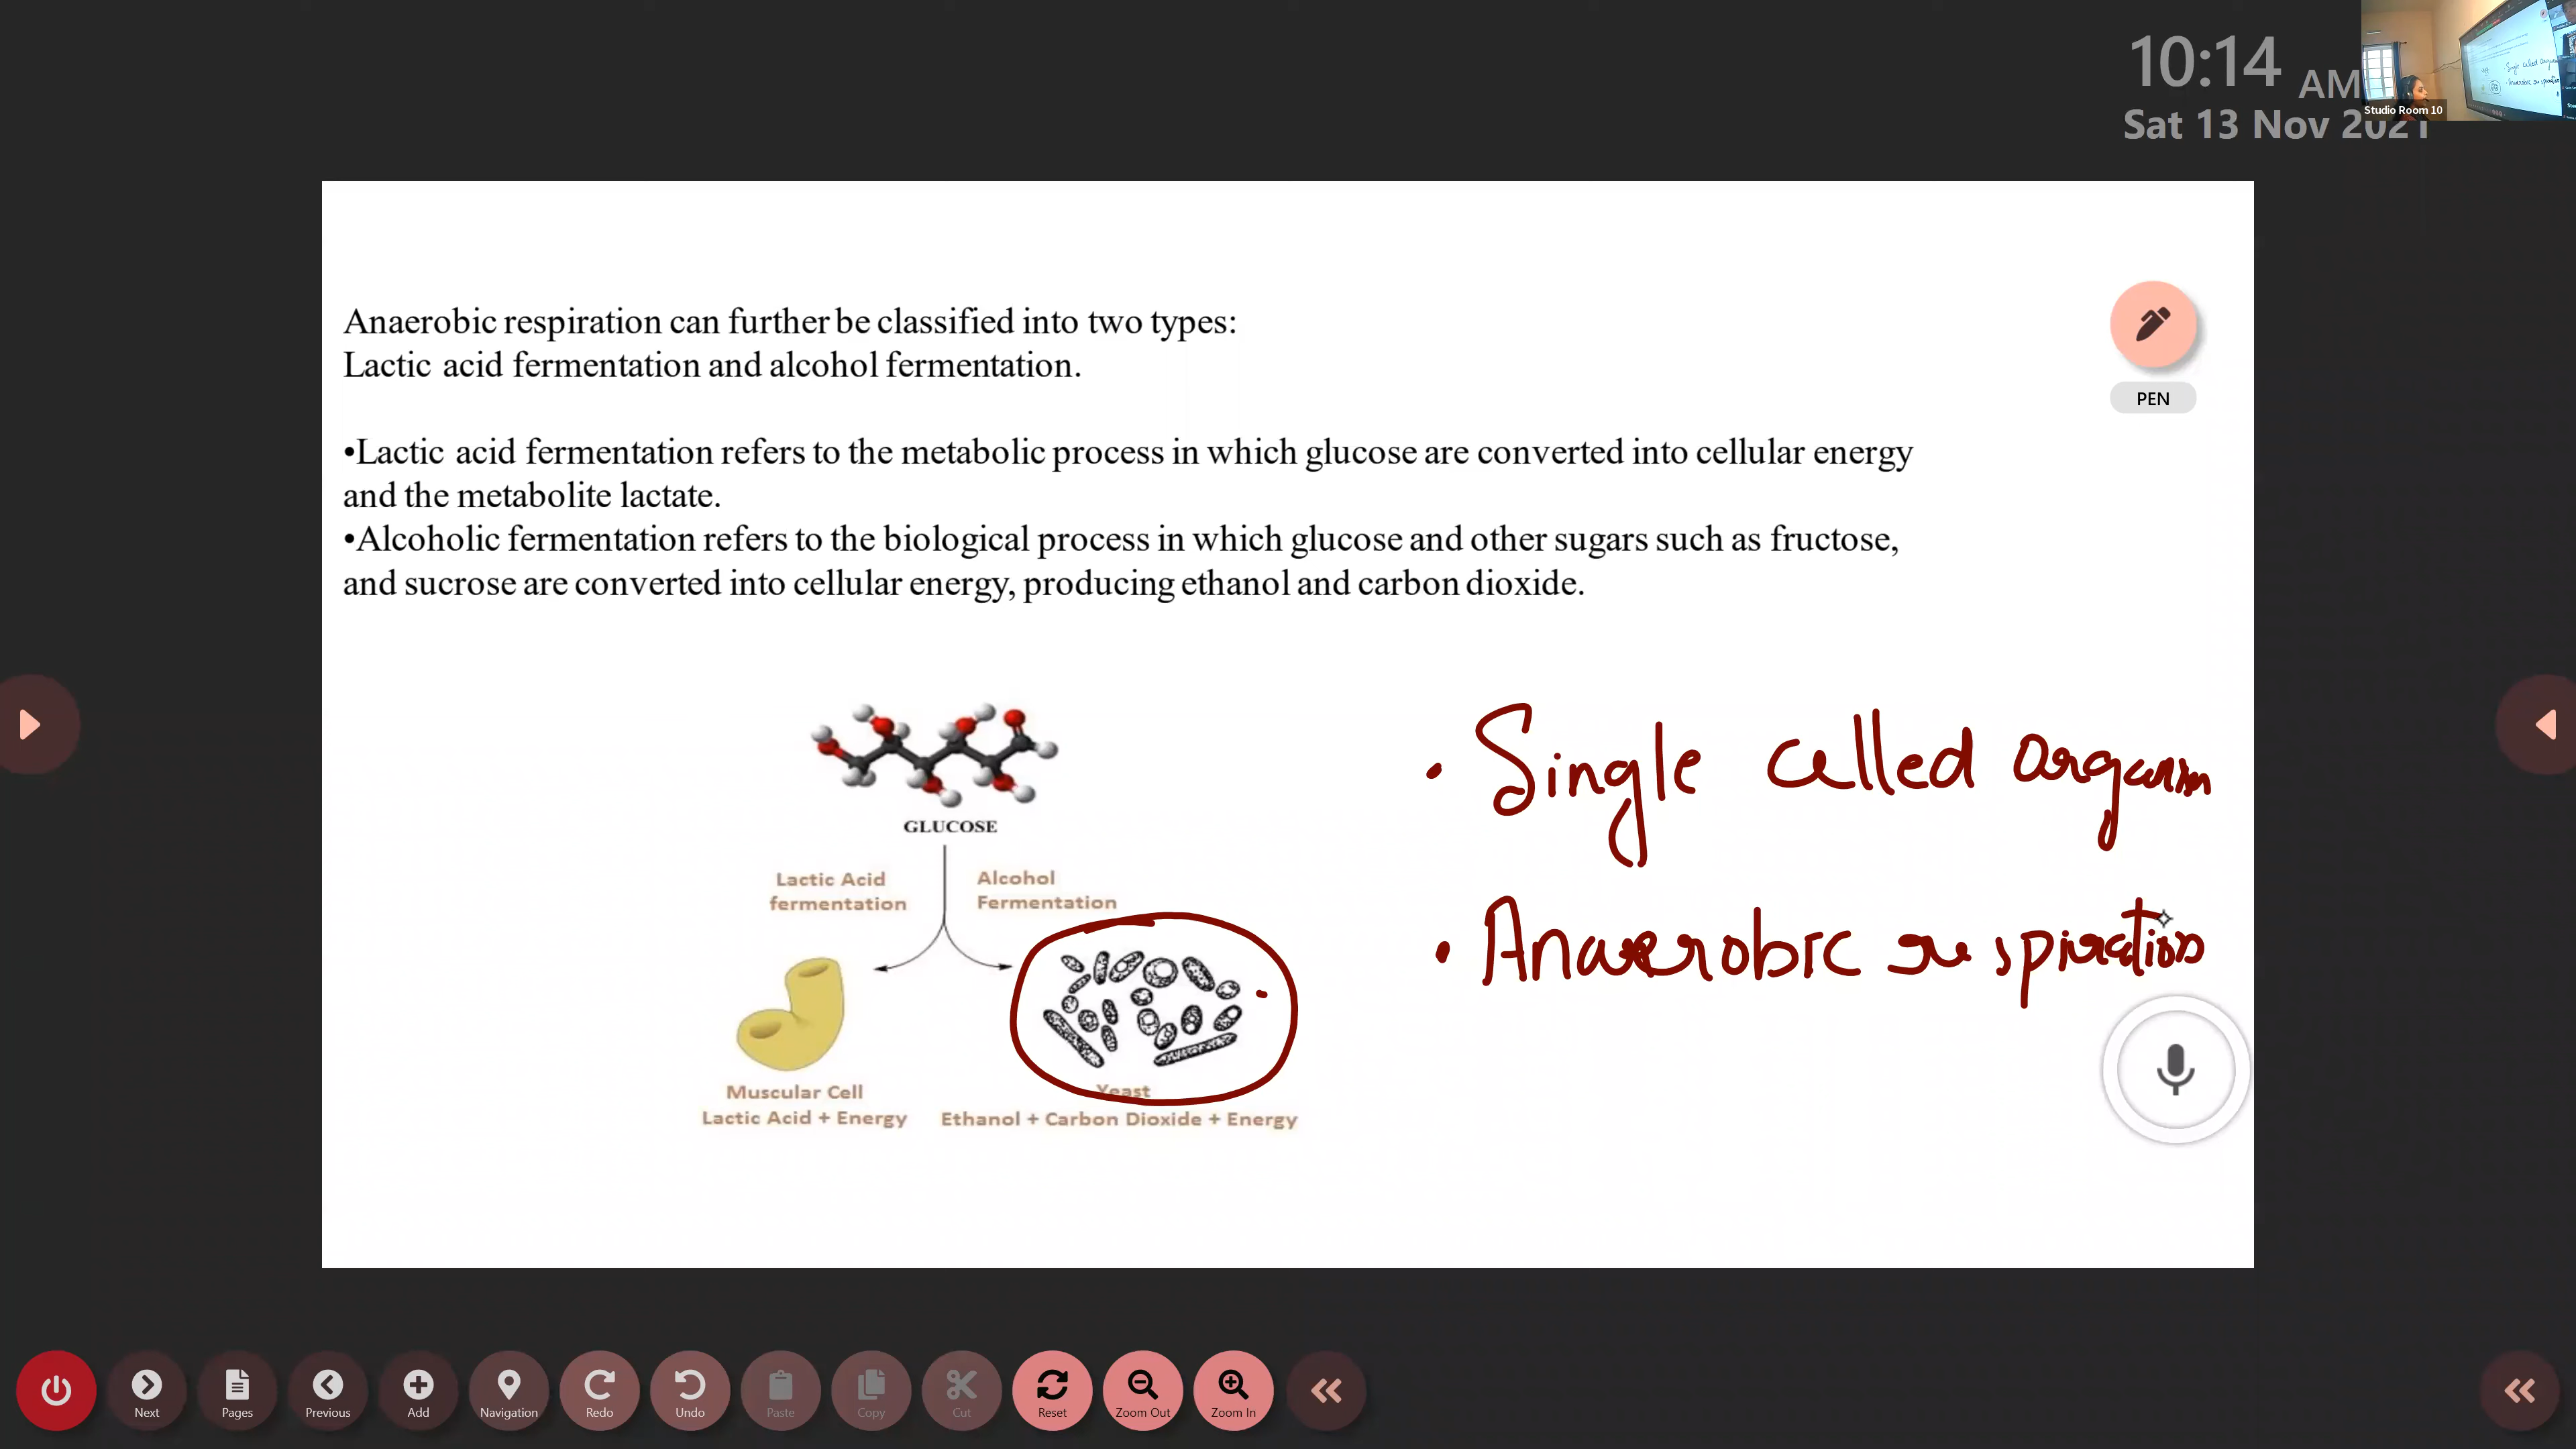 10:14 AM
Sat 13 Nov 2021
Studio Room 10
Anaerobic respiration can further be classified into two types:
Lactic acid fermentation and alcohol fermentation.
PEN
•Lactic acid fermentation refers to the metabolic process in which glucose are converted into cellular energy
and the metabolite lactate.
•Alcoholic fermentation refers to the biological process in which glucose and other sugars such as fructose,
and sucrose are converted into cellular energy, producing ethanol and carbon dioxide.
GLUCOSE
Lactic Acid
fermentation
Alcohol
Fermentation
Muscular Cell
Lactic Acid + Energy
Yeast
Ethanol + Carbon Dioxide + Energy
• Single celled organism
• Anaerobic respiration
Next
Pages
Previous
Add
Navigation
Redo
Undo
Paste
Copy
Cut
Reset
Zoom Out
Zoom In